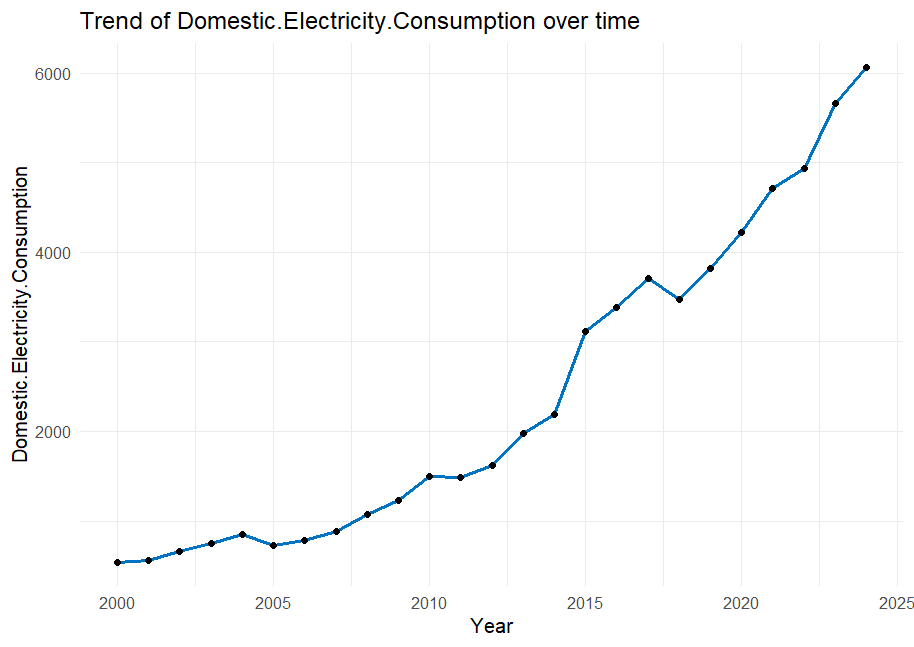 Trend of Domestic.Electricity.Consumption over time
Domestic.Electricity.Consumption
6000
4000
2000
2000 2005 2010 2015 2020 2025
Year